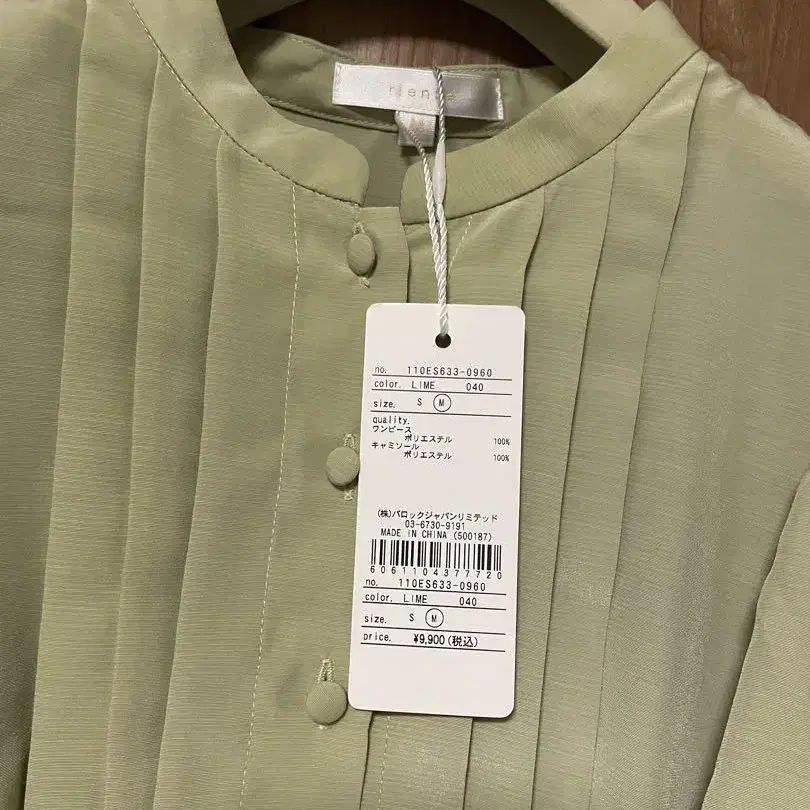 rienda
no. 110ES633-0960
color. LIME 040
size. S M
quality.
ワンピース
ポリエステル 100%
キャミソール
ポリエステル 100%
(株)バロックジャパンリミテッド
03-6730-9191
MADE IN CHINA (500187)
6061104377720
no. 110ES633-0960
color. LIME 040
size. S M
price. ¥9,900(税込)